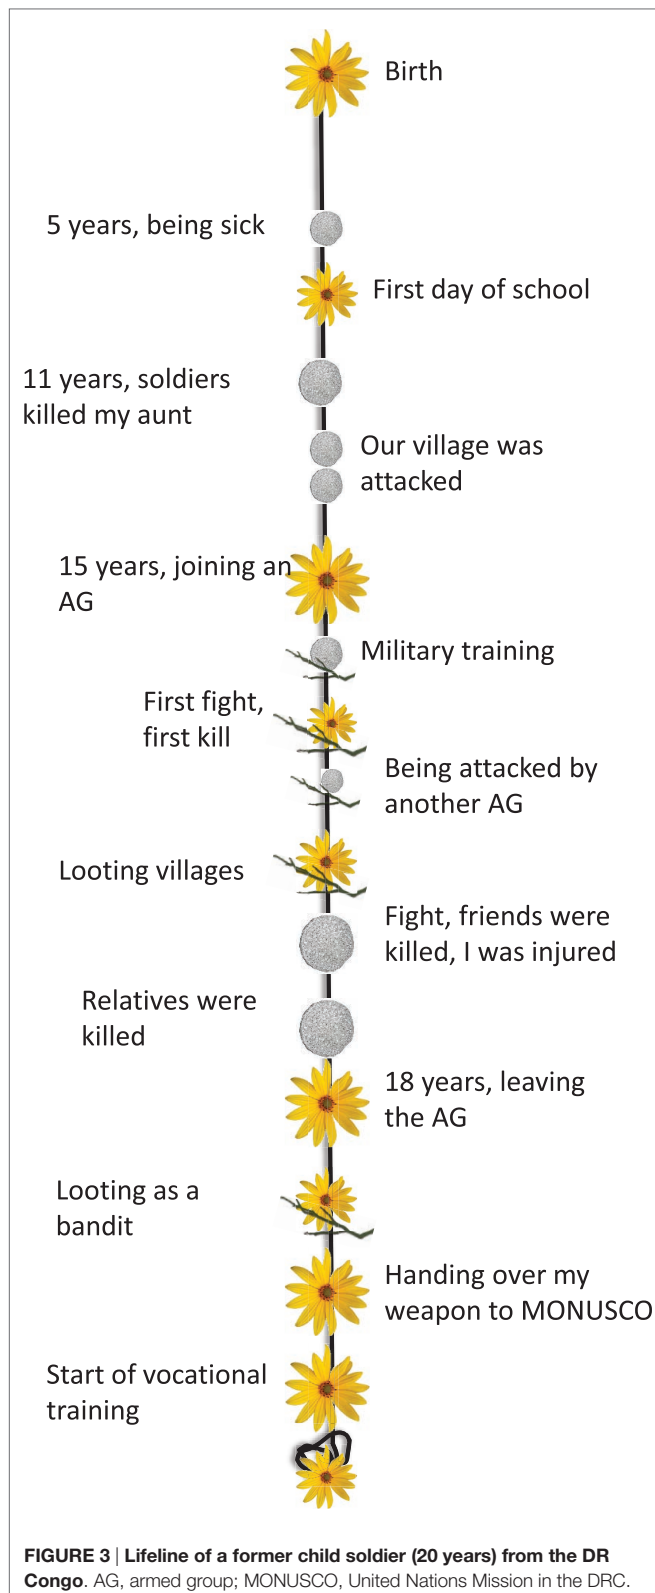 Birth
5 years, being sick
First day of school
11 years, soldiers
killed my aunt
Our village was
attacked
15 years, joining an
AG
Military training
First fight,
first kill
Being attacked by
another AG
Looting villages
Fight, friends were
killed, I was injured
Relatives were
killed
18 years, leaving
the AG
Looting as a
bandit
Handing over my
weapon to MONUSCO
Start of vocational
training
FIGURE 3 | Lifeline of a former child soldier (20 years) from the DR
Congo. AG, armed group; MONUSCO, United Nations Mission in the DRC.